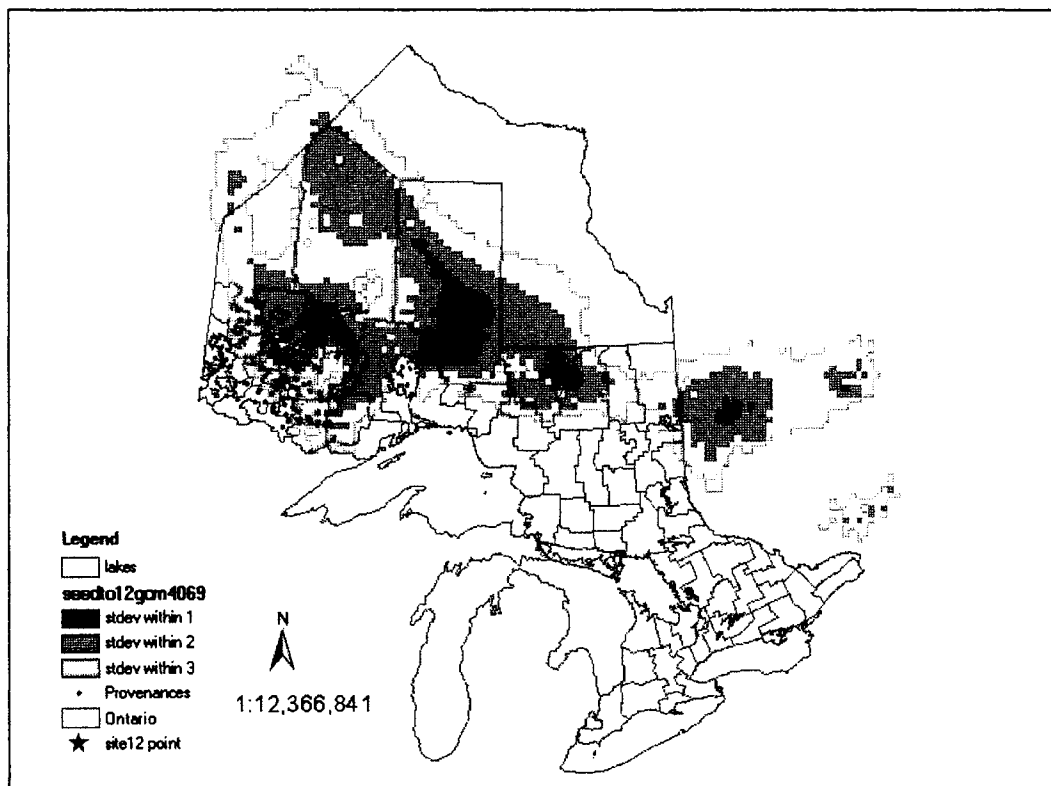 Legend
lakes
seedto12gcm4069
stdev within 1
stdev within 2
stdev within 3
Provenances
Ontario
site12 point
N
1:12,366,841